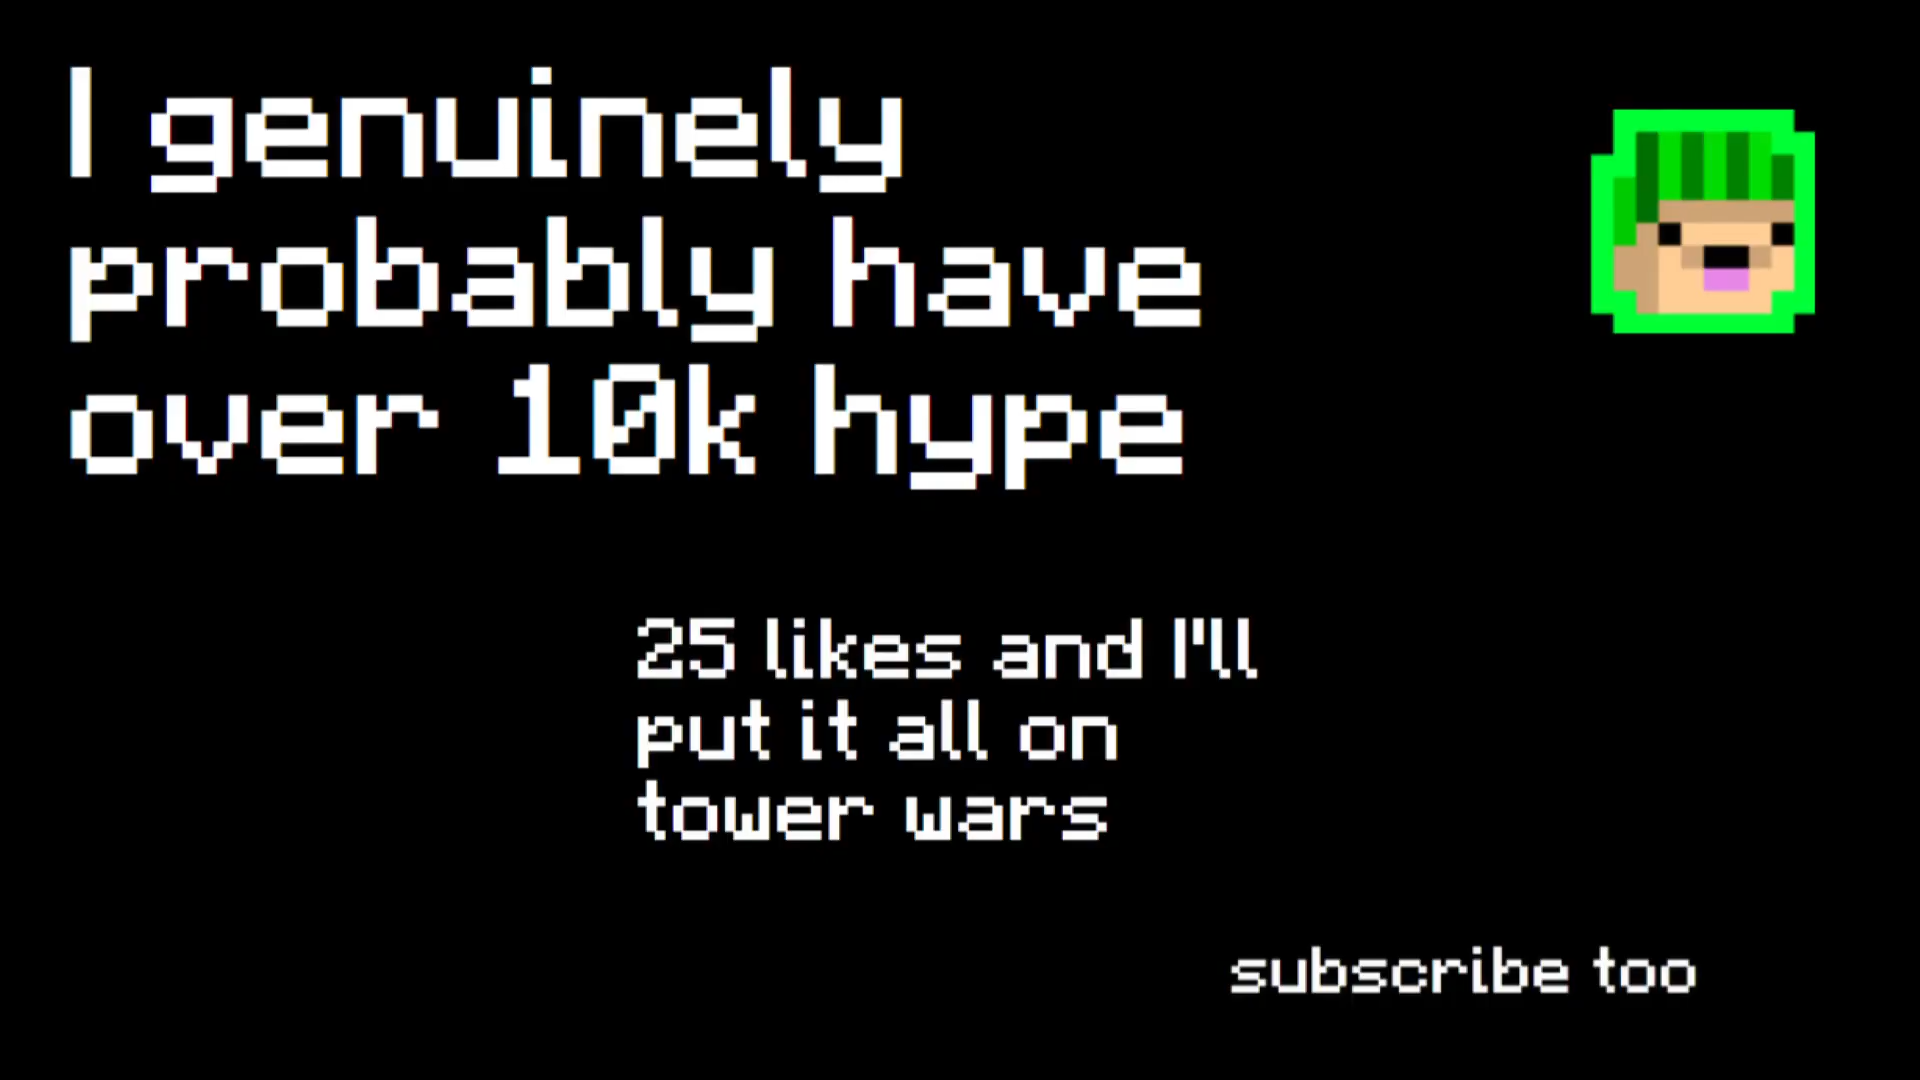 I genuinely
probably have
over 10k hype
25 likes and I'll
put it all on
tower wars
subscribe too